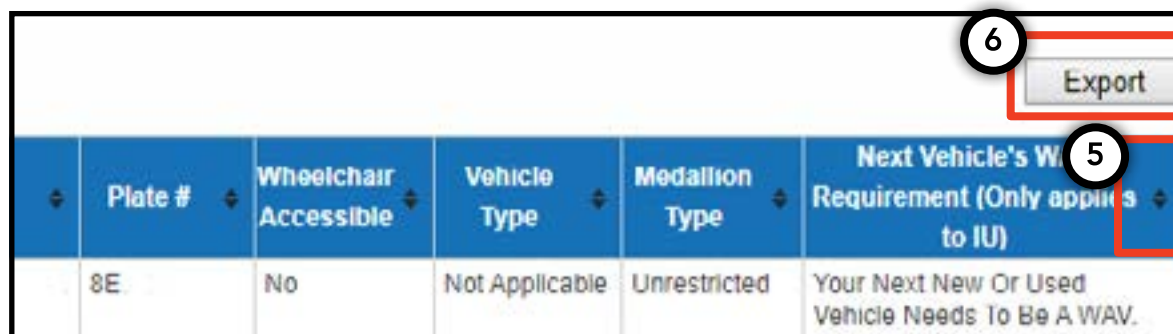 6
Export
5
Plate #
Wheelchair
Accessible
Vehicle
Type
Medallion
Type
Next Vehicle's
Requirement (Only applies
to IU)
8E
No
Not Applicable
Unrestricted
Your Next New Or Used
Vehicle Needs To Be A WAV.